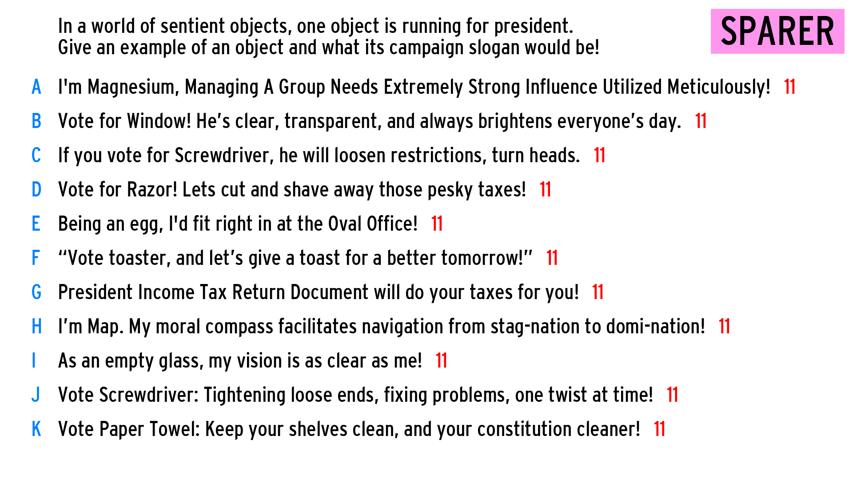 In a world of sentient objects, one object is running for president.
Give an example of an object and what its campaign slogan would be!
SPARER
A I'm Magnesium, Managing A Group Needs Extremely Strong Influence Utilized Meticulously! 11
B Vote for Window! He's clear, transparent, and always brightens everyone's day. 11
C If you vote for Screwdriver, he will loosen restrictions, turn heads. 11
D Vote for Razor! Lets cut and shave away those pesky taxes! 11
E Being an egg, I'd fit right in at the Oval Office! 11
F “Vote toaster, and let's give a toast for a better tomorrow!” 11
G President Income Tax Return Document will do your taxes for you! 11
H I'm Map. My moral compass facilitates navigation from stag-nation to domi-nation! 11
I As an empty glass, my vision is as clear as me! 11
J Vote Screwdriver: Tightening loose ends, fixing problems, one twist at time! 11
K Vote Paper Towel: Keep your shelves clean, and your constitution cleaner! 11